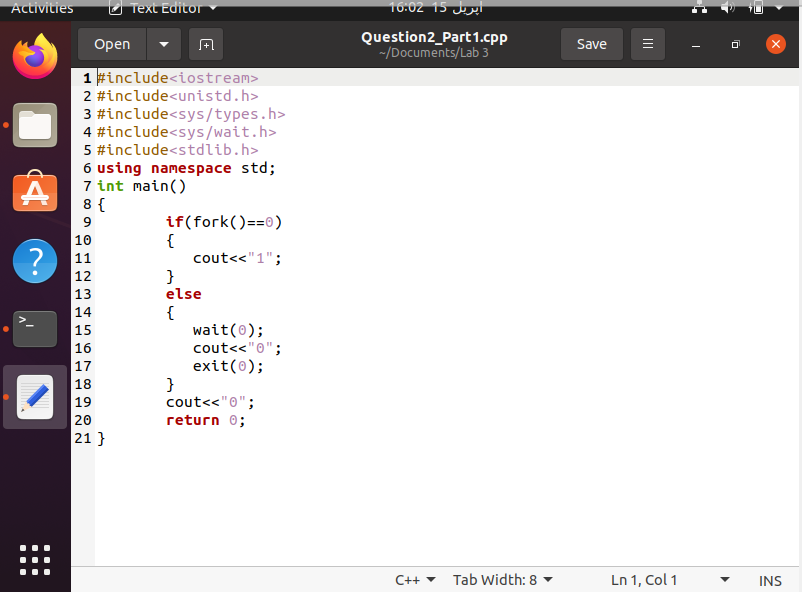 Activities Text Editor 16:02 15 اپریل
Open Question2_Part1.cpp Save
~/Documents/Lab 3
1 #include<iostream>
2 #include<unistd.h>
3 #include<sys/types.h>
4 #include<sys/wait.h>
5 #include<stdlib.h>
6 using namespace std;
7 int main()
8 {
9 if(fork()==0)
10 {
11 cout<<"1";
12 }
13 else
14 {
15 wait(0);
16 cout<<"0";
17 exit(0);
18 }
19 cout<<"0";
20 return 0;
21 }
C++ Tab Width: 8 Ln 1, Col 1 INS